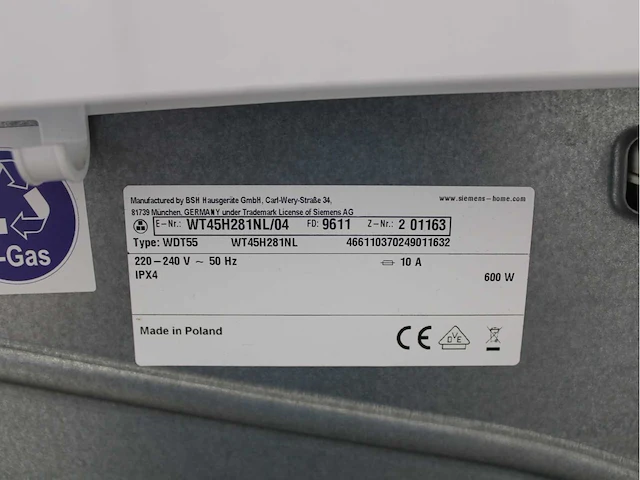 Manufactured by BSH Hausgeräte GmbH, Carl-Wery-Straße 34,
81739 München, GERMANY under Trademark License of Siemens AG
www.siemens-home.com
E-Nr.: WT45H281NL/04 FD: 9611 Z-Nr.: 2 01163
Type: WDT55 WT45H281NL 466110370249011632
220-240 V ~ 50 Hz 10 A
IPX4 600 W
Made in Poland
CE DVE
-Gas